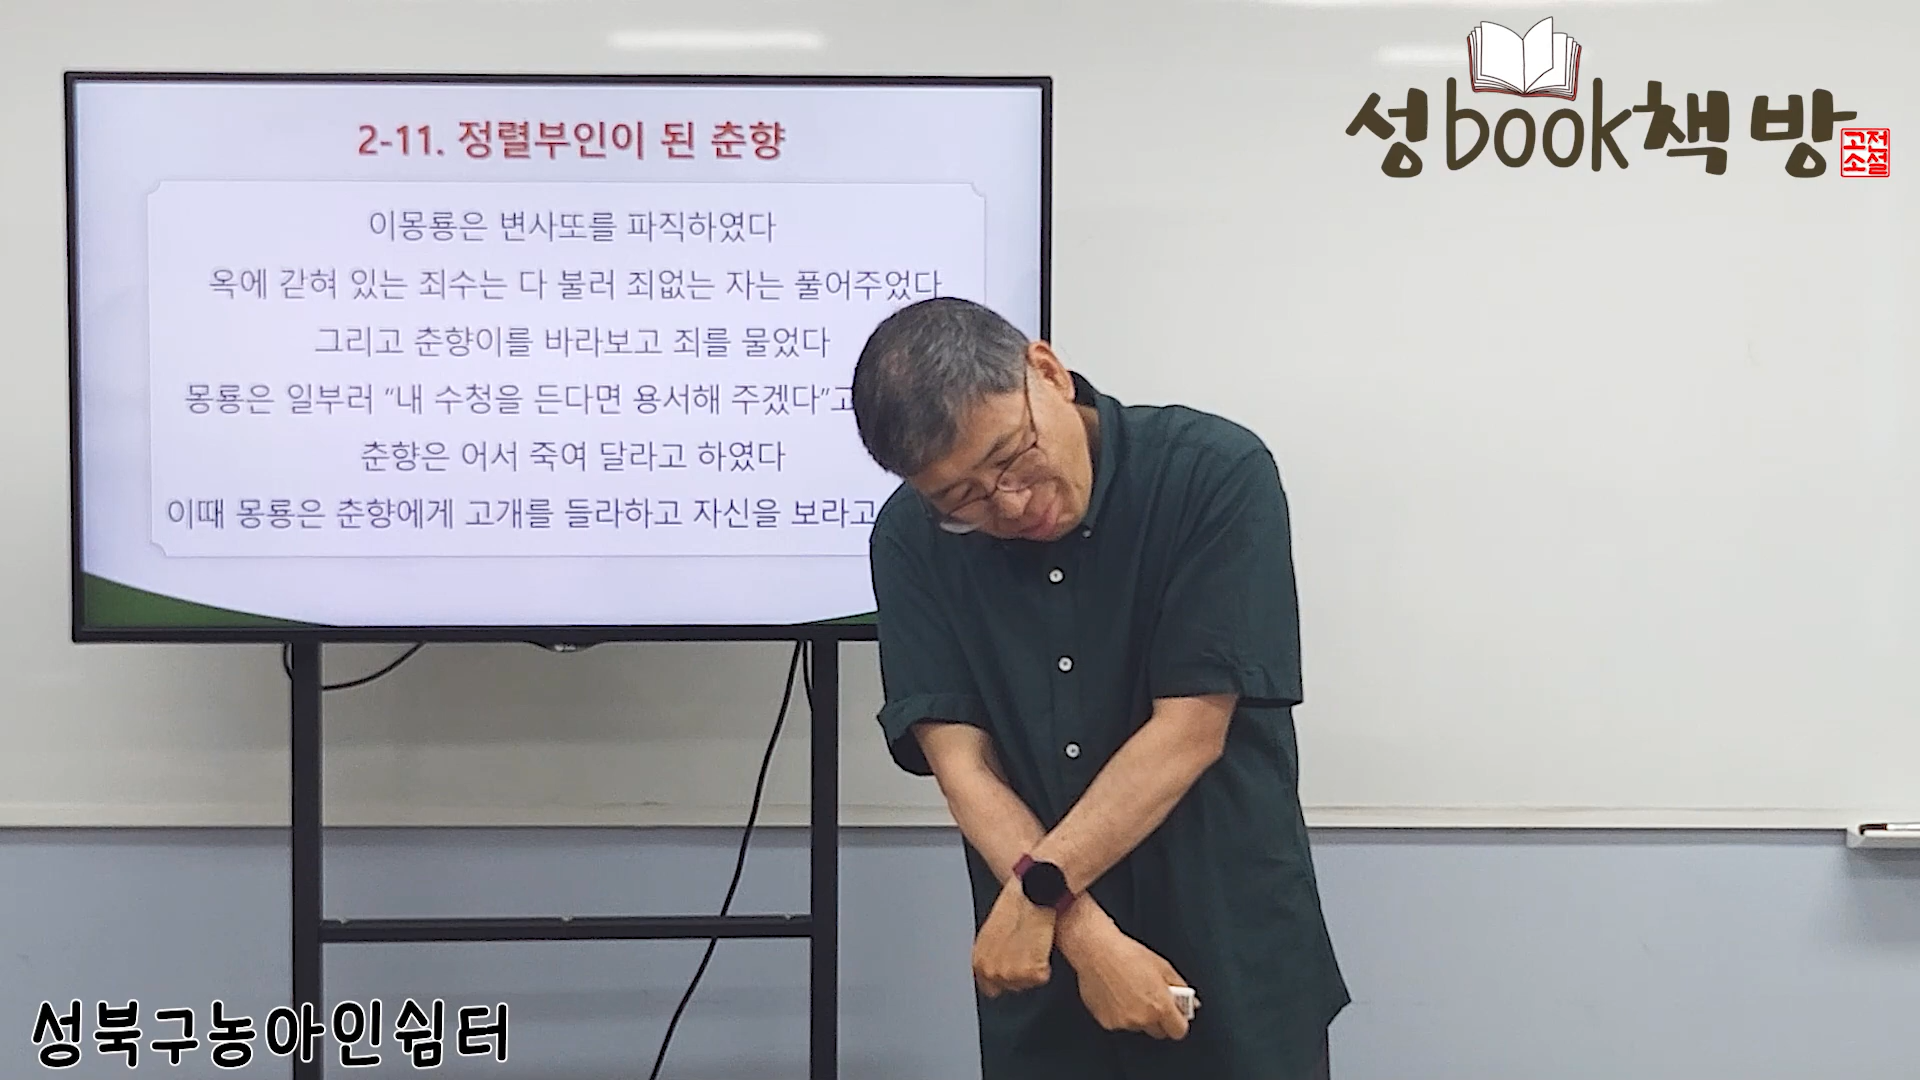 성book책방
고전
소설
2-11. 정렬부인이 된 춘향
이몽룡은 변사또를 파직하였다
옥에 갇혀 있는 죄수는 다 불러 죄없는 자는 풀어주었다
그리고 춘향이를 바라보고 죄를 물었다
몽룡은 일부러 "내 수청을 든다면 용서해 주겠다"고
춘향은 어서 죽여 달라고 하였다
이때 몽룡은 춘향에게 고개를 들라하고 자신을 보라고
성북구농아인쉼터